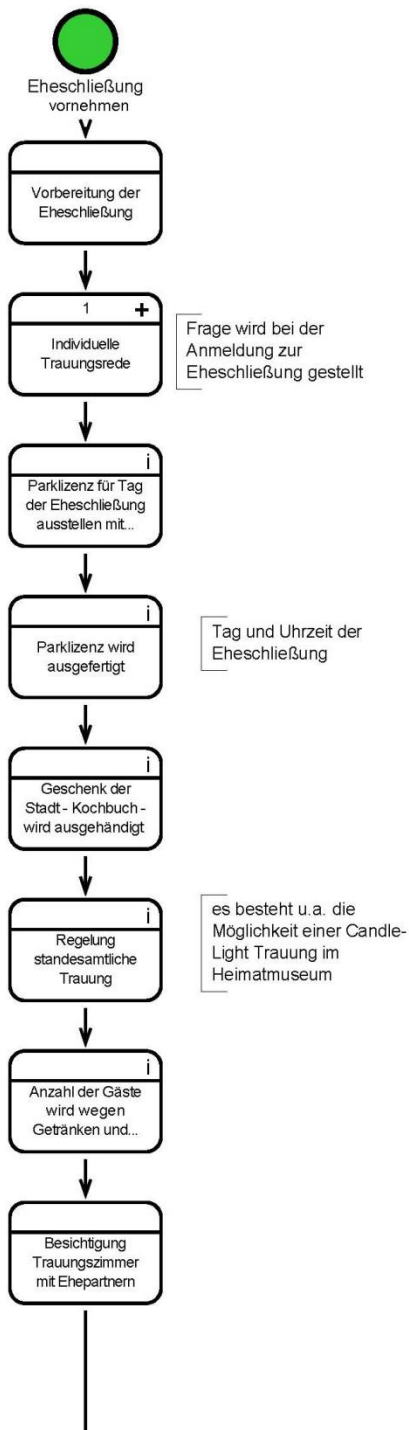 Eheschließung
vornehmen
Vorbereitung der
Eheschließung
1 +
Individuelle
Trauungsrede
Frage wird bei der
Anmeldung zur
Eheschließung gestellt
i
Parklizenz für Tag
der Eheschließung
ausstellen mit...
i
Parklizenz wird
ausgefertigt
Tag und Uhrzeit der
Eheschließung
i
Geschenk der
Stadt - Kochbuch -
wird ausgehändigt
i
Regelung
standesamtliche
Trauung
es besteht u.a. die
Möglichkeit einer Candle-
Light Trauung im
Heimatmuseum
i
Anzahl der Gäste
wird wegen
Getränken und...
Besichtigung
Trauungszimmer
mit Ehepartnern